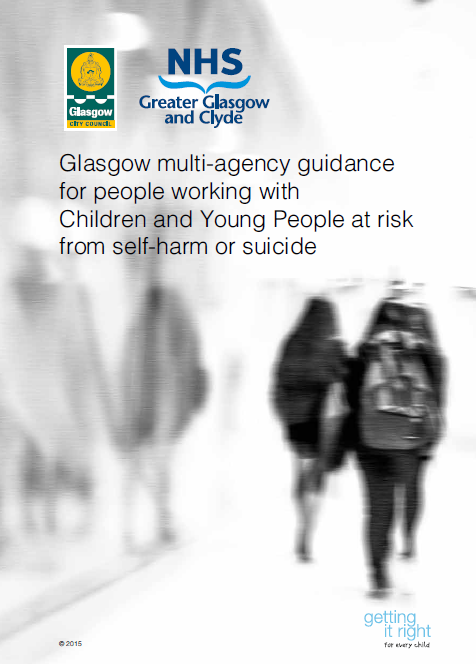 Glasgow
CITY COUNCIL
NHS
Greater Glasgow
and Clyde
Glasgow multi-agency guidance
for people working with
Children and Young People at risk
from self-harm or suicide
getting
it right
for every child
© 2015